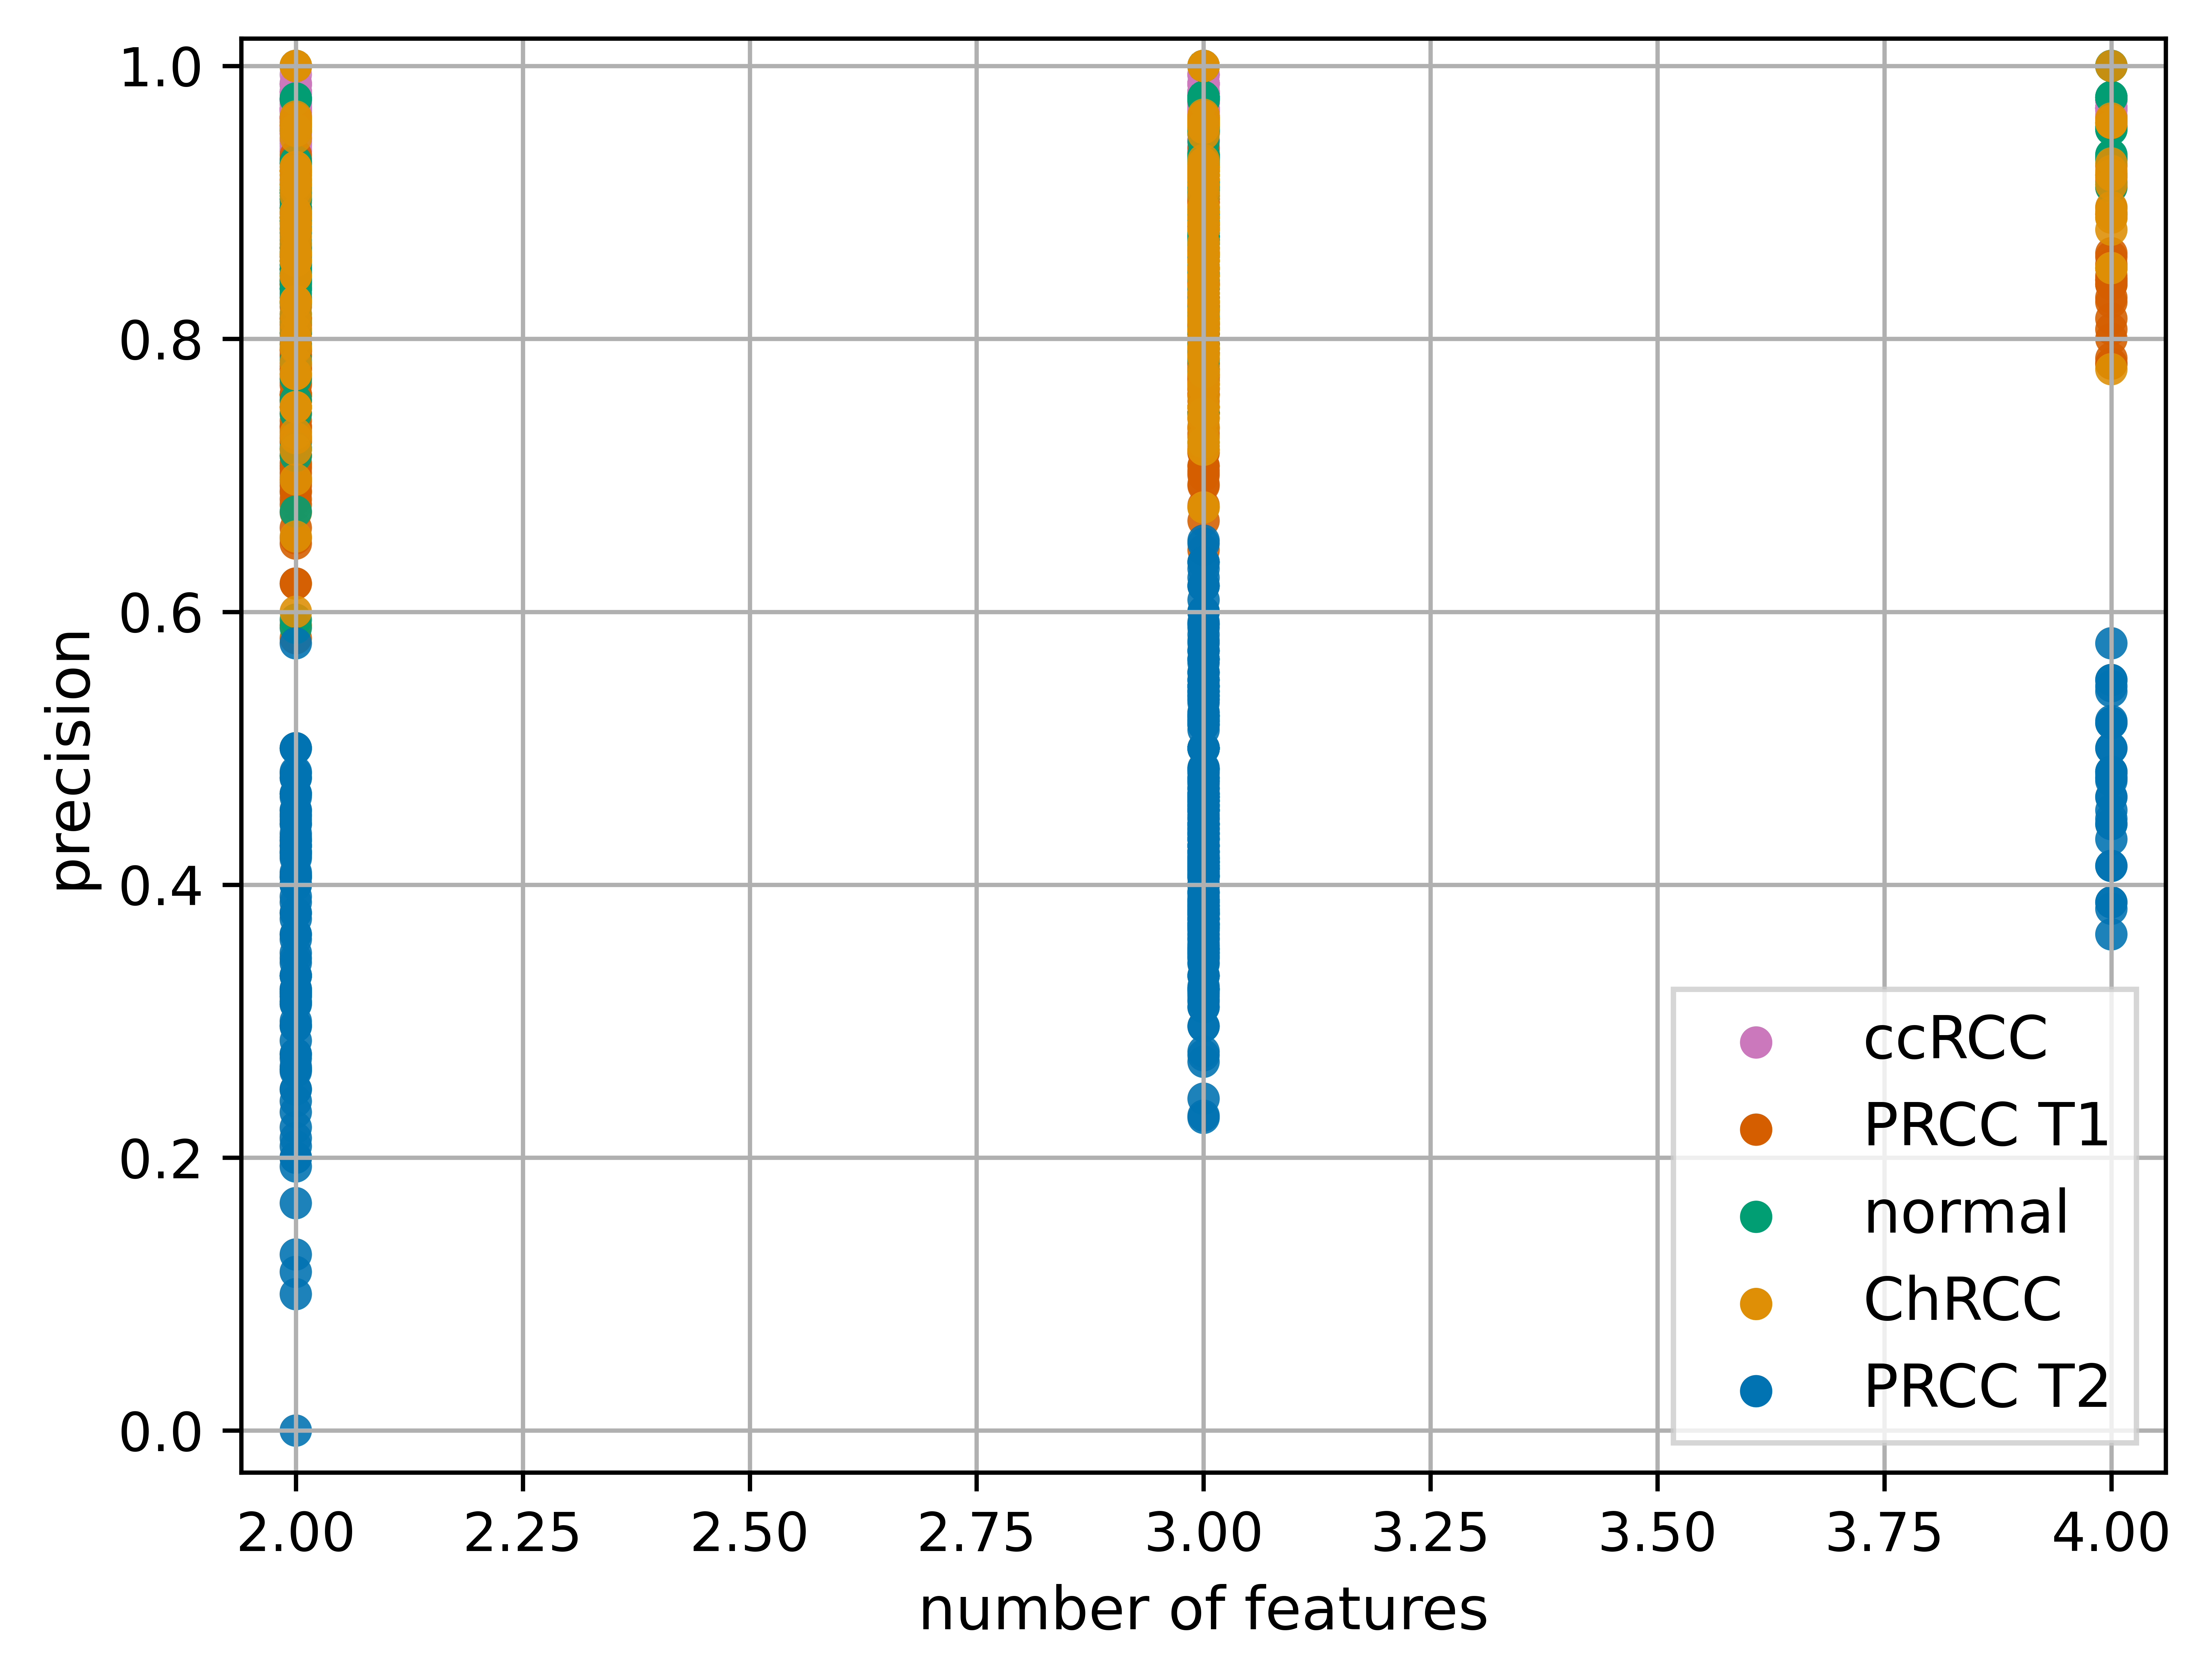 1.0
0.8
0.6
0.4
0.2
0.0
precision
2.00 2.25 2.50 2.75 3.00 3.25 3.50 3.75 4.00
number of features
ccRCC
PRCC T1
normal
ChRCC
PRCC T2